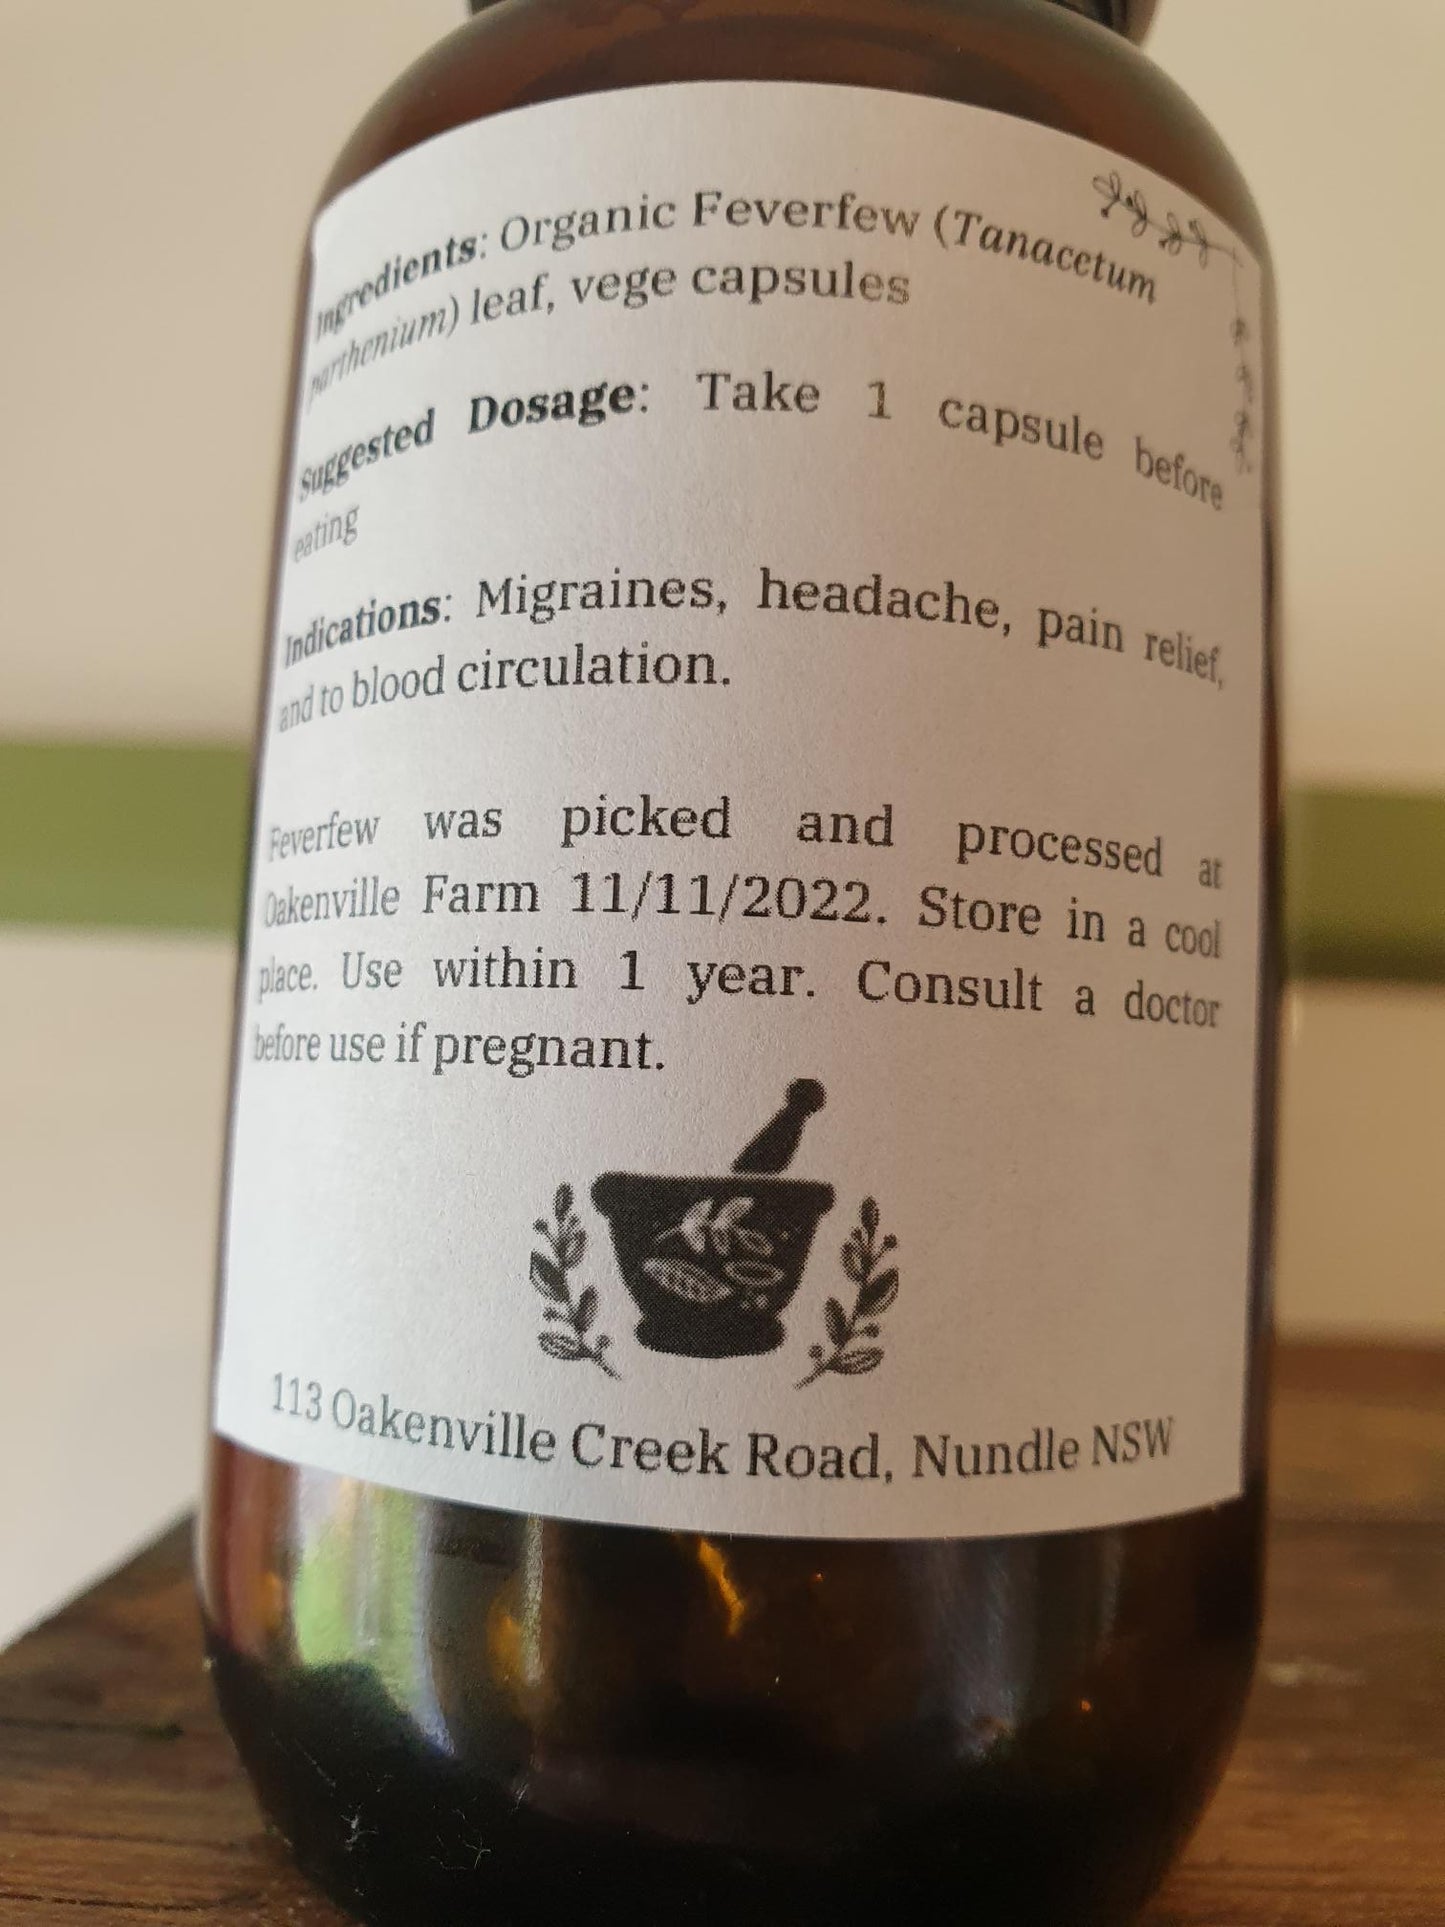 Ingredients: Organic Feverfew (Tanacetum
parthenium) leaf, vege capsules
Suggested Dosage: Take 1 capsule before
eating
Indications: Migraines, headache, pain relief,
and to blood circulation.
Feverfew was picked and processed at
Oakenville Farm 11/11/2022. Store in a cool
place. Use within 1 year. Consult a doctor
before use if pregnant.
113 Oakenville Creek Road, Nundle NSW